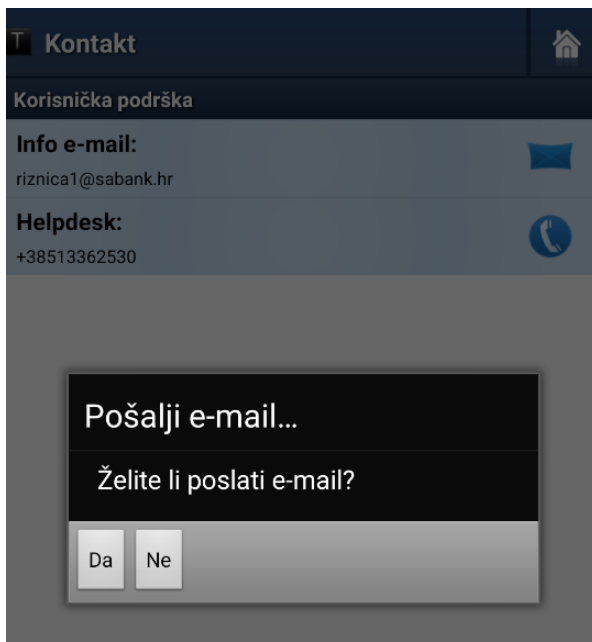 T Kontakt
Korisnička podrška
Info e-mail:
riznica1@sabank.hr
Helpdesk:
+38513362530
Pošalji e-mail...
Želite li poslati e-mail?
Da Ne